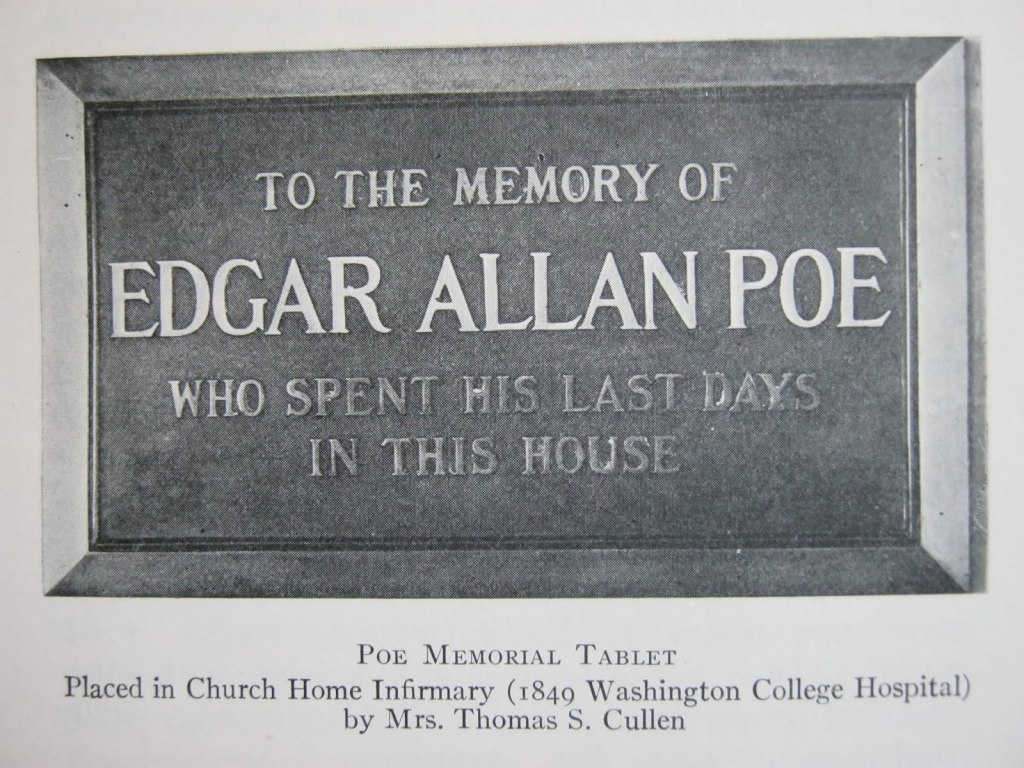 TO THE MEMORY OF
EDGAR ALLAN POE
WHO SPENT HIS LAST DAYS
IN THIS HOUSE
POE MEMORIAL TABLET
Placed in Church Home Infirmary (1849 Washington College Hospital)
by Mrs. Thomas S. Cullen